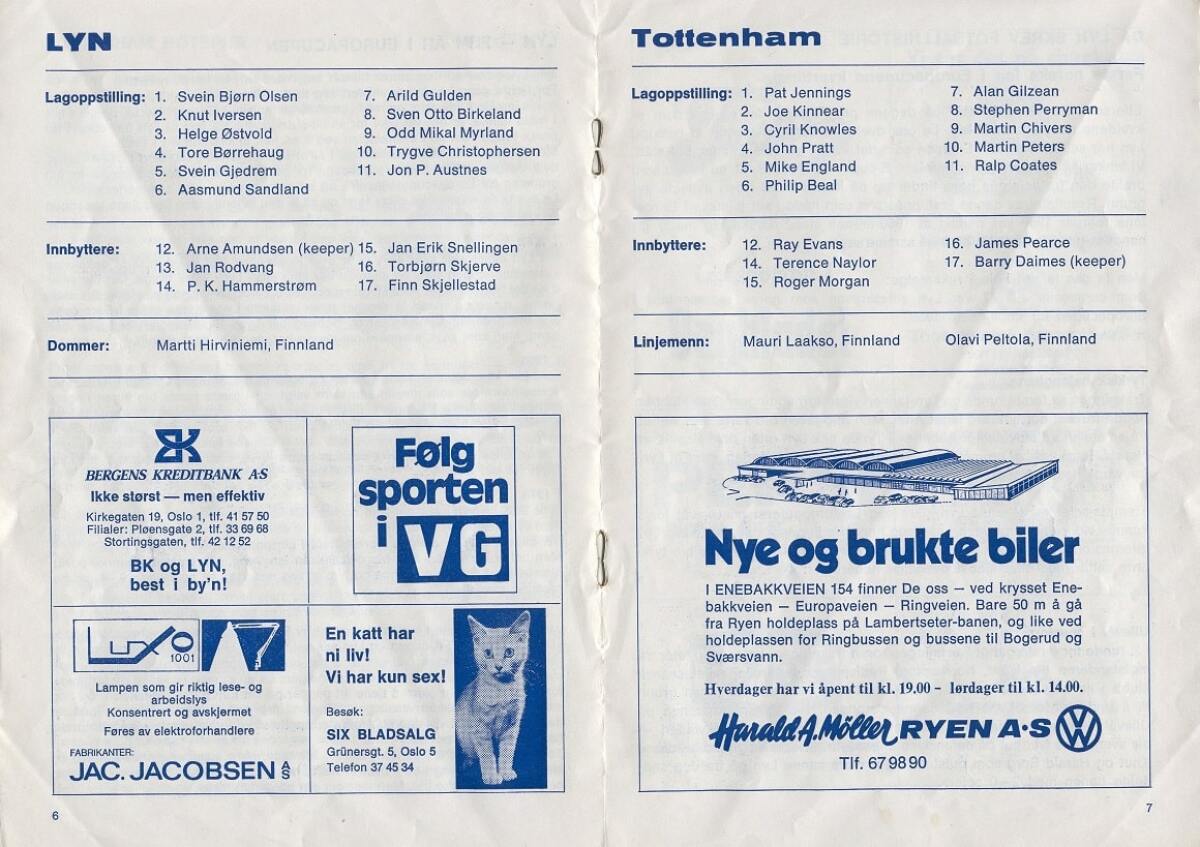 LYN
Lagoppstilling: 1. Svein Bjørn Olsen 7. Arild Gulden
2. Knut Iversen 8. Sven Otto Birkeland
3. Helge Østvold 9. Odd Mikal Myrland
4. Tore Børrehaug 10. Trygve Christophersen
5. Svein Gjedrem 11. Jon P. Austnes
6. Aasmund Sandland
Innbyttere: 12. Arne Amundsen (keeper) 15. Jan Erik Snellingen
13. Jan Rodvang 16. Torbjørn Skjerve
14. P. K. Hammerstrøm 17. Finn Skjellestad
Dommer: Martti Hirviniemi, Finnland
BK
BERGENS KREDITBANK AS
Ikke størst — men effektiv
Kirkegaten 19, Oslo 1, tlf. 41 57 50
Filialer: Pløensgate 2, tlf. 33 69 68
Stortingsgaten, tlf. 42 12 52
BK og LYN,
best i by'n!
Følg
sporten
i VG
Luxo
1001
Lampen som gir riktig lese- og
arbeidslys
Konsentrert og avskjermet
Føres av elektroforhandlere
FABRIKANTER:
JAC. JACOBSEN A/S
En katt har
ni liv!
Vi har kun sex!
Besøk:
SIX BLADSALG
Grünersgt. 5, Oslo 5
Telefon 37 45 34
6
Tottenham
Lagoppstilling: 1. Pat Jennings 7. Alan Gilzean
2. Joe Kinnear 8. Stephen Perryman
3. Cyril Knowles 9. Martin Chivers
4. John Pratt 10. Martin Peters
5. Mike England 11. Ralp Coates
6. Philip Beal
Innbyttere: 12. Ray Evans 16. James Pearce
14. Terence Naylor 17. Barry Daimes (keeper)
15. Roger Morgan
Linjemenn: Mauri Laakso, Finnland Olavi Peltola, Finnland
Nye og brukte biler
I ENEBAKKVEIEN 154 finner De oss — ved krysset Ene-
bakkveien — Europaveien — Ringveien. Bare 50 m å gå
fra Ryen holdeplass på Lambertseter-banen, og like ved
holdeplassen for Ringbussen og bussene til Bogerud og
Sværsvann.
Hverdager har vi åpent til kl. 19.00 – lørdager til kl. 14.00.
Harald A. Möller RYEN A·S VW
Tlf. 67 98 90
7